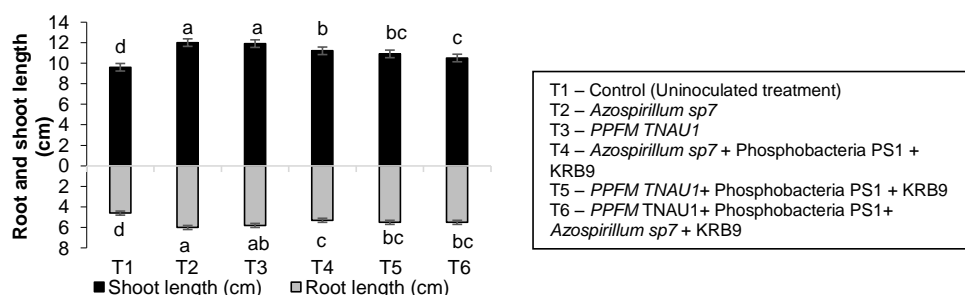 Root and shoot length
(cm)
14
12
10
8
6
4
2
0
2
4
6
8
d a a b bc c
d a ab c bc bc
T1 T2 T3 T4 T5 T6
Shoot length (cm) Root length (cm)
T1 – Control (Uninoculated treatment)
T2 – Azospirillum sp7
T3 – PPFM TNAU1
T4 – Azospirillum sp7 + Phosphobacteria PS1 +
KRB9
T5 – PPFM TNAU1+ Phosphobacteria PS1 + KRB9
T6 – PPFM TNAU1+ Phosphobacteria PS1+
Azospirillum sp7 + KRB9